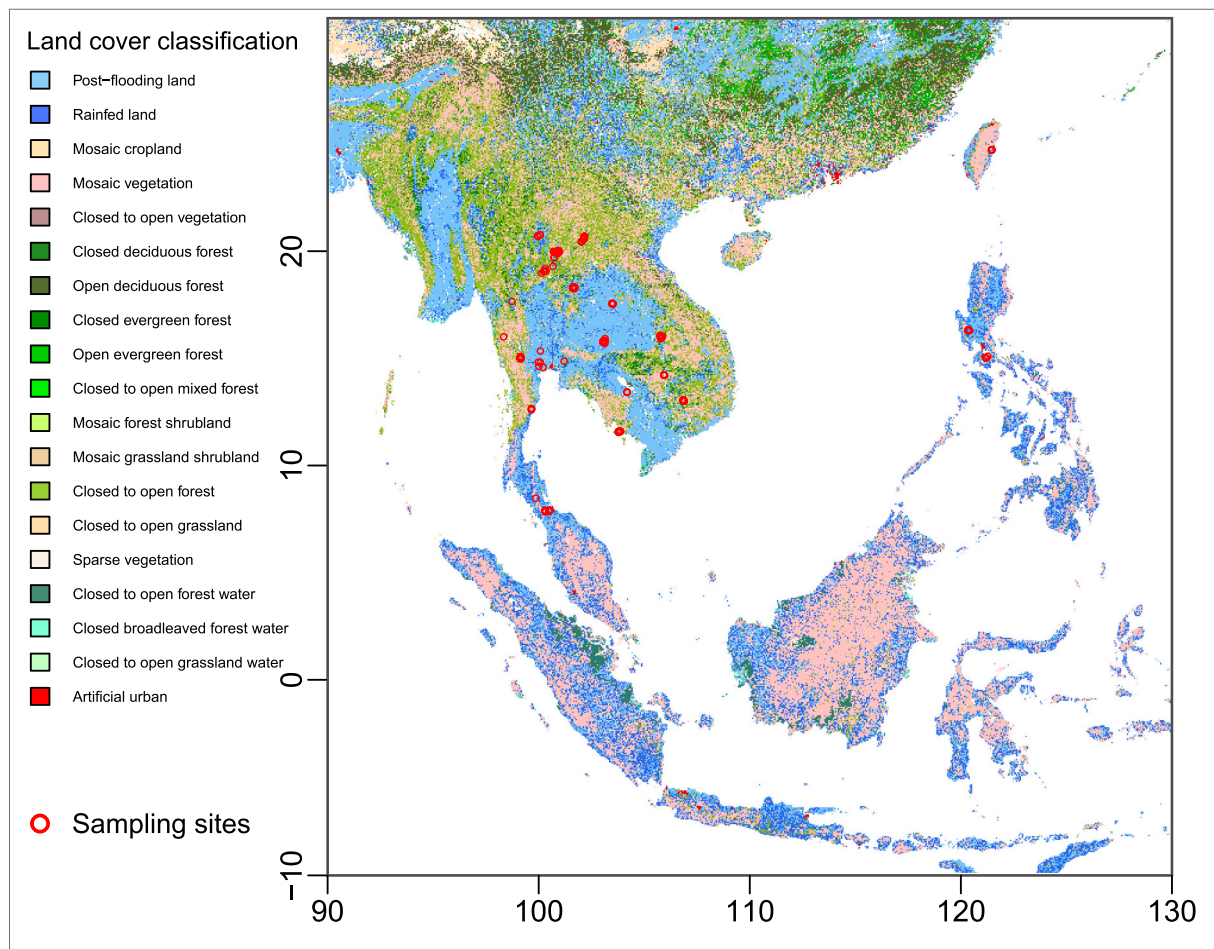 Land cover classification
Post−flooding land
Rainfed land
Mosaic cropland
Mosaic vegetation
Closed to open vegetation
Closed deciduous forest
Open deciduous forest
Closed evergreen forest
Open evergreen forest
Closed to open mixed forest
Mosaic forest shrubland
Mosaic grassland shrubland
Closed to open forest
Closed to open grassland
Sparse vegetation
Closed to open forest water
Closed broadleaved forest water
Closed to open grassland water
Artificial urban
Sampling sites
20
10
0
−10
90 100 110 120 130